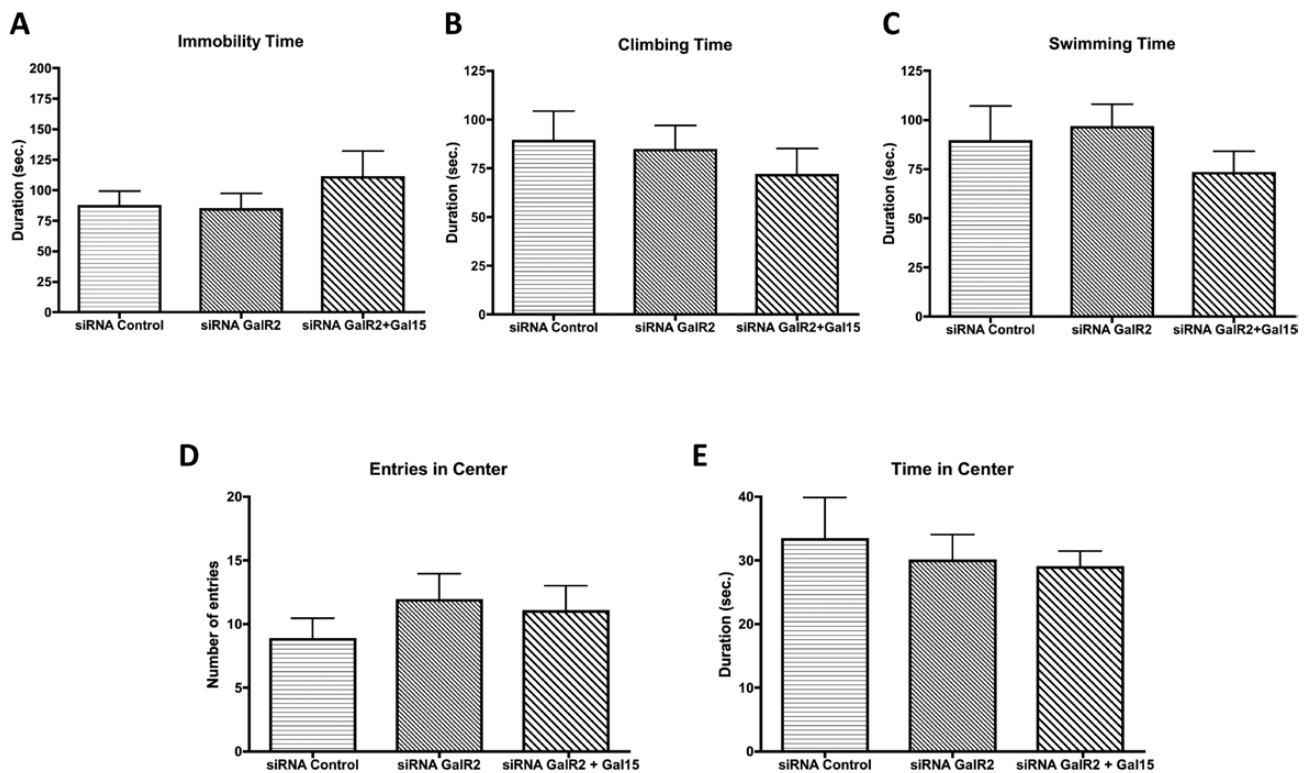 A
Immobility Time
Duration (sec.)
200
175
150
125
100
75
50
25
0
siRNA Control siRNA GalR2 siRNA GalR2+Gal15
B
Climbing Time
Duration (sec.)
125
100
75
50
25
0
siRNA Control siRNA GalR2 siRNA GalR2+Gal15
C
Swimming Time
Duration (sec.)
125
100
75
50
25
0
siRNA Control siRNA GalR2 siRNA GalR2+Gal15
D
Entries in Center
Number of entries
20
15
10
5
0
siRNA Control siRNA GalR2 siRNA GalR2 + Gal15
E
Time in Center
Duration (sec.)
40
30
20
10
0
siRNA Control siRNA GalR2 siRNA GalR2 + Gal15